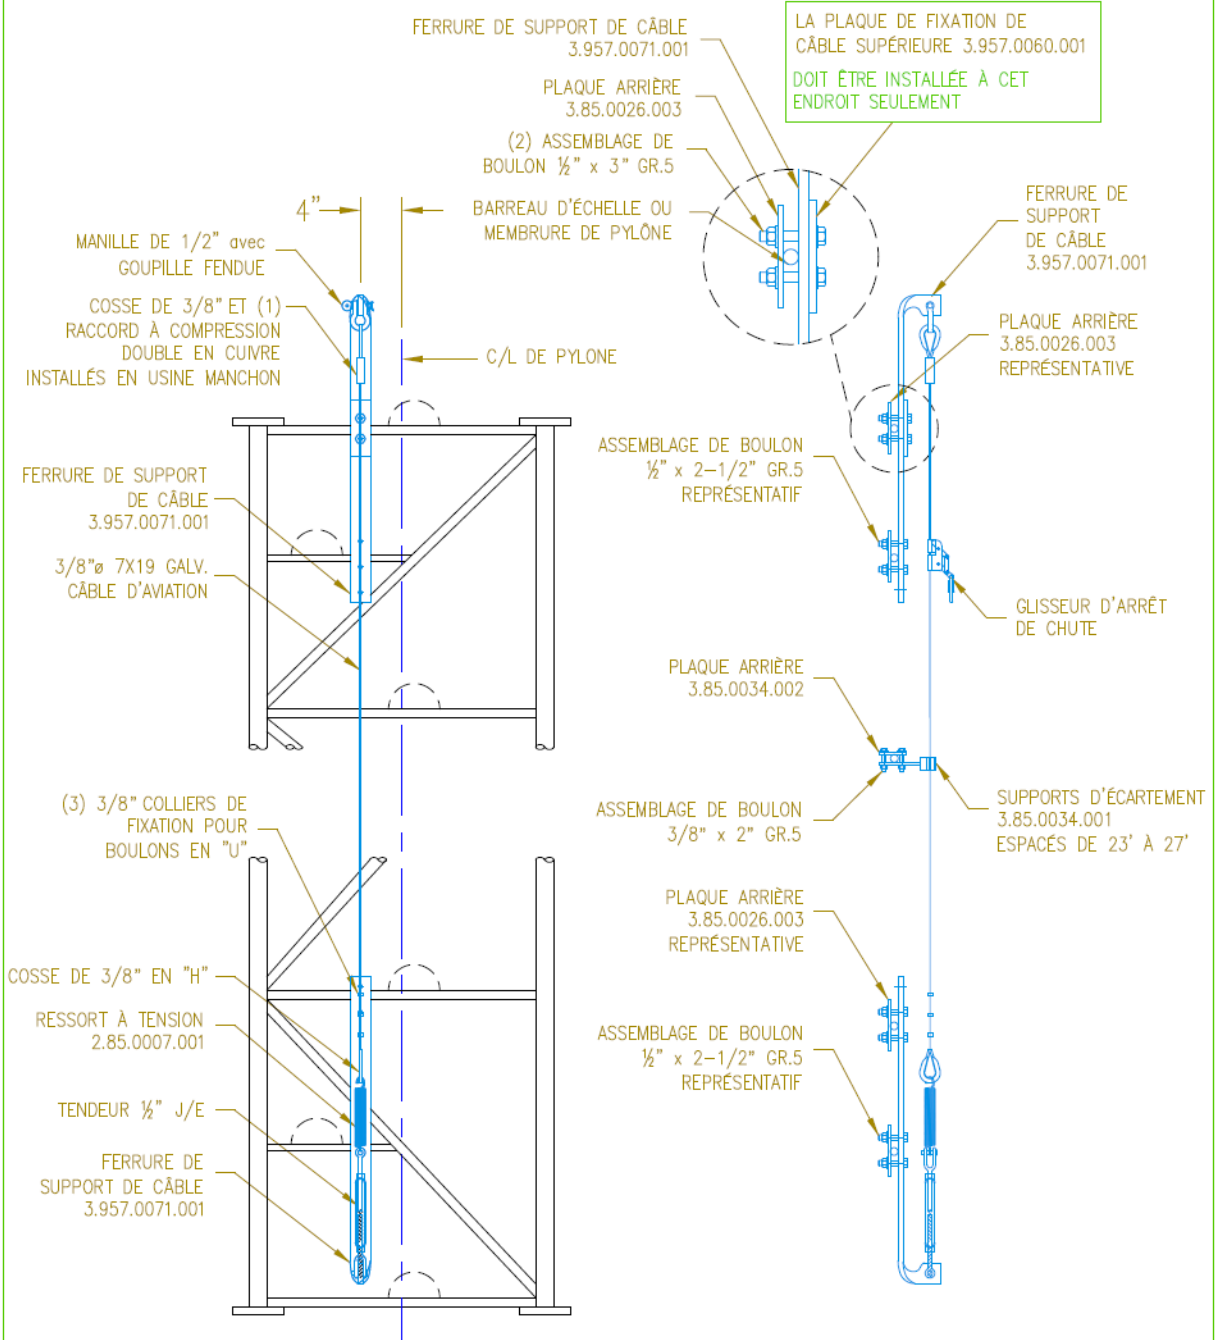 FERRURE DE SUPPORT DE CÂBLE
3.957.0071.001
PLAQUE ARRIÈRE
3.85.0026.003
(2) ASSEMBLAGE DE
BOULON ½" x 3" GR.5
BARREAU D'ÉCHELLE OU
MEMBRURE DE PYLÔNE
LA PLAQUE DE FIXATION DE
CÂBLE SUPÉRIEURE 3.957.0060.001
DOIT ÊTRE INSTALLÉE À CET
ENDROIT SEULEMENT
4"
MANILLE DE 1/2" avec
GOUPILLE FENDUE
COSSE DE 3/8" ET (1)
RACCORD À COMPRESSION
DOUBLE EN CUIVRE
INSTALLÉS EN USINE MANCHON
C/L DE PYLONE
FERRURE DE SUPPORT
DE CÂBLE
3.957.0071.001
3/8"ø 7X19 GALV.
CÂBLE D'AVIATION
(3) 3/8" COLLIERS DE
FIXATION POUR
BOULONS EN "U"
COSSE DE 3/8" EN "H"
RESSORT À TENSION
2.85.0007.001
TENDEUR ½" J/E
FERRURE DE
SUPPORT DE CÂBLE
3.957.0071.001
FERRURE DE
SUPPORT
DE CÂBLE
3.957.0071.001
PLAQUE ARRIÈRE
3.85.0026.003
REPRÉSENTATIVE
ASSEMBLAGE DE BOULON
½" x 2-1/2" GR.5
REPRÉSENTATIF
GLISSEUR D'ARRÊT
DE CHUTE
PLAQUE ARRIÈRE
3.85.0034.002
ASSEMBLAGE DE BOULON
3/8" x 2" GR.5
SUPPORTS D'ÉCARTEMENT
3.85.0034.001
ESPACÉS DE 23' À 27'
PLAQUE ARRIÈRE
3.85.0026.003
REPRÉSENTATIVE
ASSEMBLAGE DE BOULON
½" x 2-1/2" GR.5
REPRÉSENTATIF